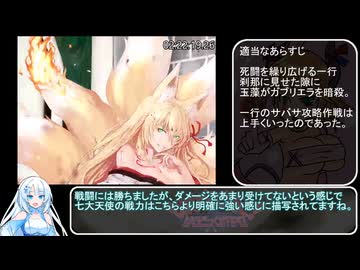 02:22:19.26
適当なあらすじ
死闘を繰り広げる一行
刹那に見せた隙に
玉藻がガブリエラを暗殺。
一行のサバサ攻略作戦は
上手くいったのであった。
戦闘には勝ちましたが、ダメージをあまり受けてないという感じで
七大天使の戦力はこちらより明確に強い感じに描写されてますね。